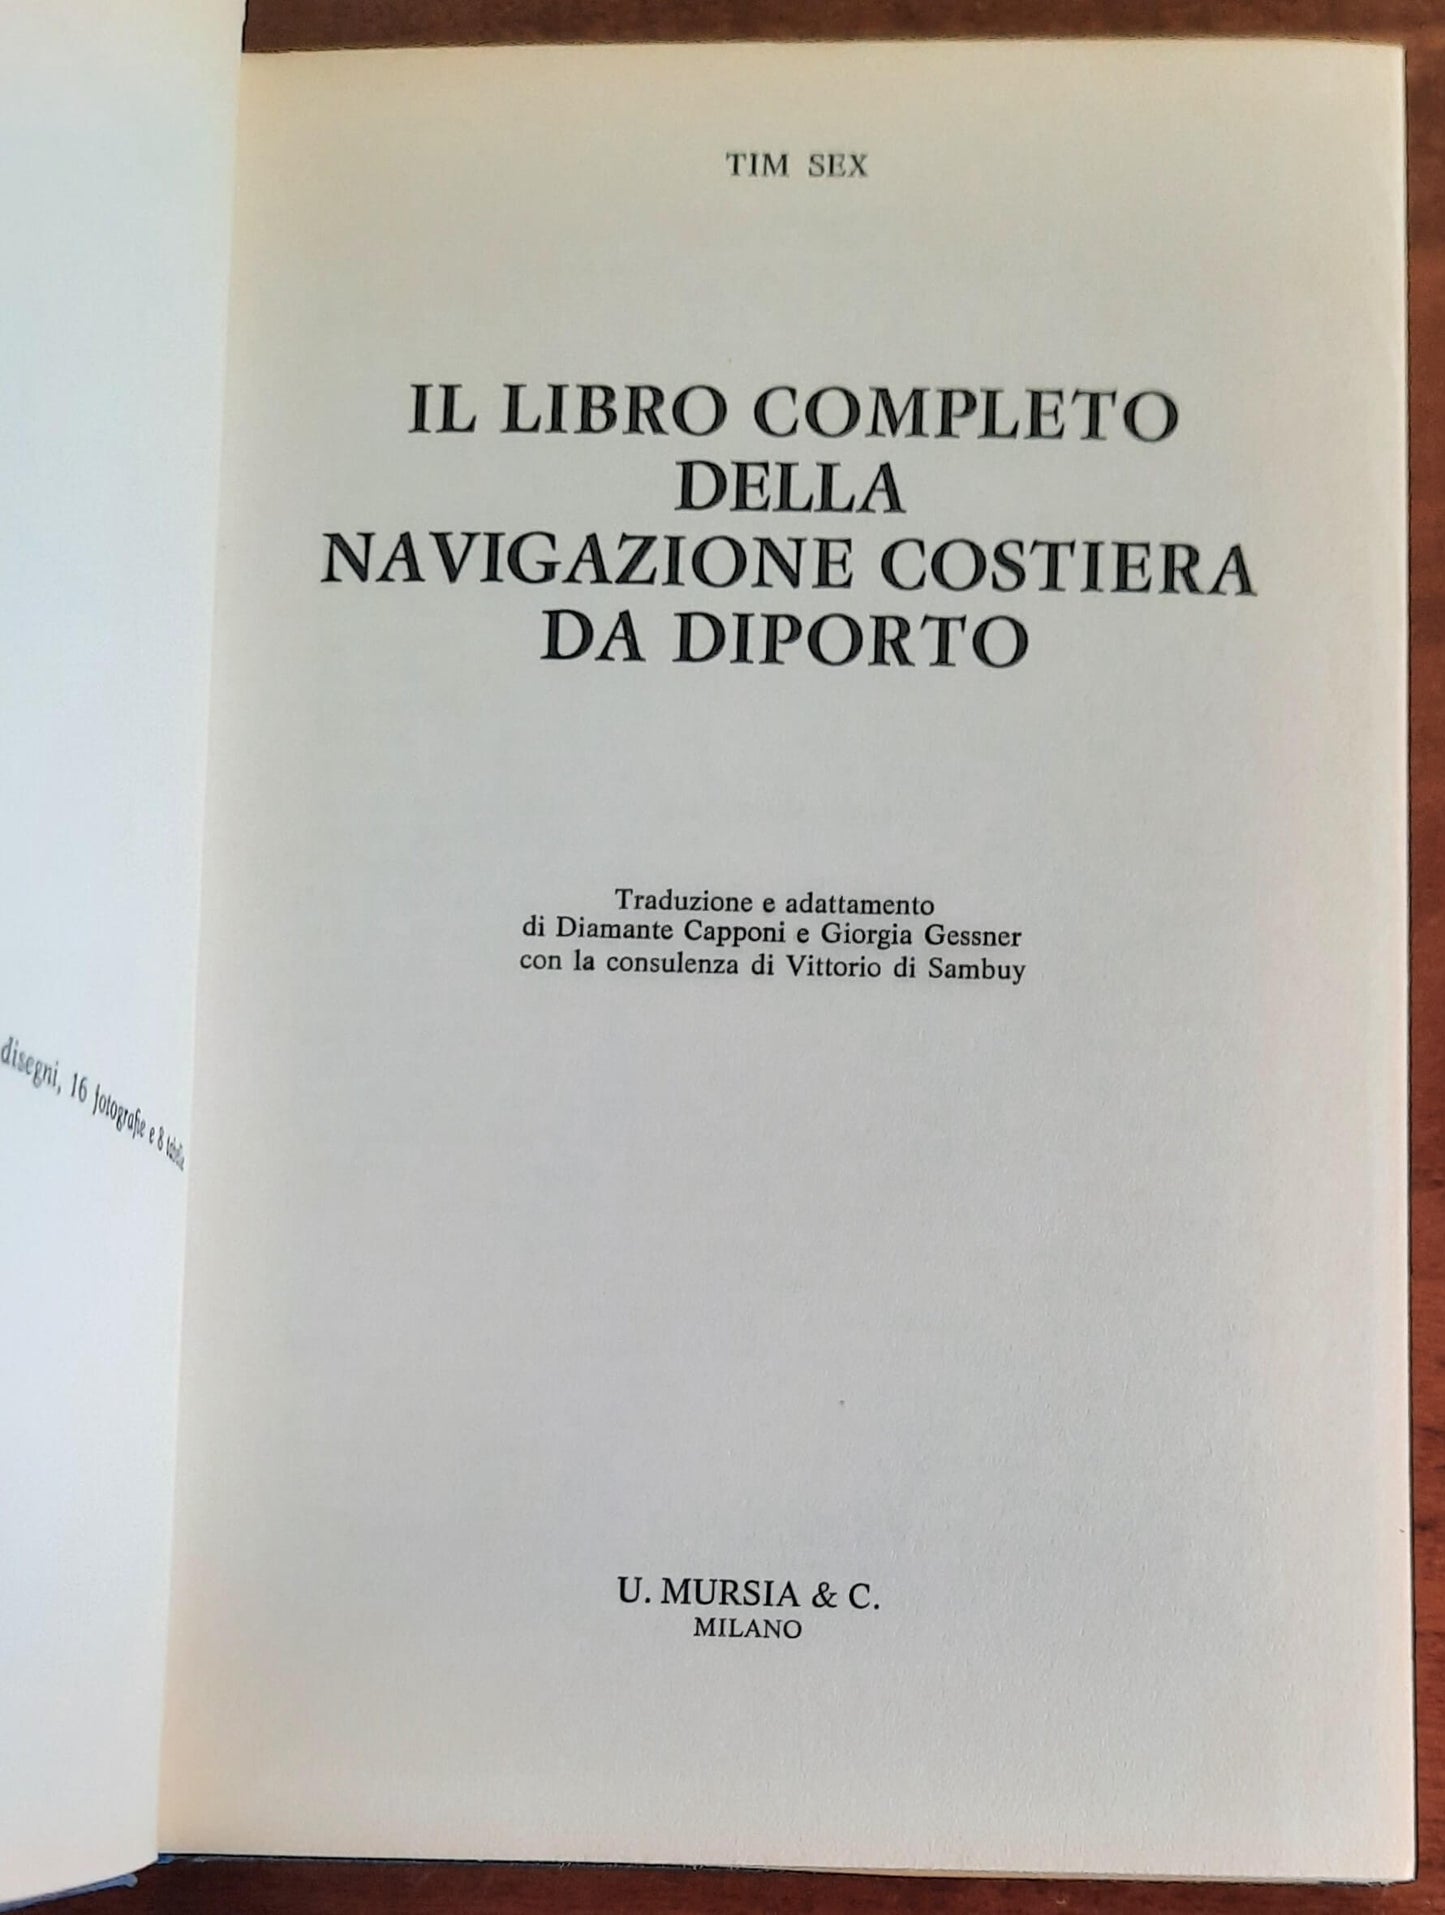 disegni, 16 fotografie e 8 tabelle
TIM SEX
IL LIBRO COMPLETO
DELLA
NAVIGAZIONE COSTIERA
DA DIPORTO
Traduzione e adattamento
di Diamante Capponi e Giorgia Gessner
con la consulenza di Vittorio di Sambuy
U. MURSIA & C.
MILANO